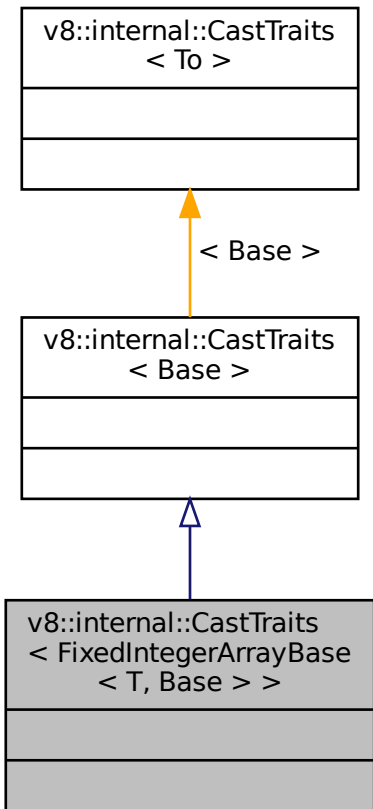 v8::internal::CastTraits
< To >
< Base >
v8::internal::CastTraits
< Base >
v8::internal::CastTraits
< FixedIntegerArrayBase
< T, Base > >